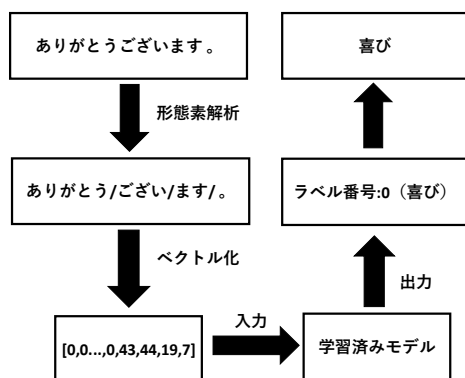 ありがとうございます。
形態素解析
ありがとう/ござい/ます/。
ベクトル化
[0,0...,0,43,44,19,7]
入力
学習済みモデル
出力
ラベル番号:0（喜び）
喜び